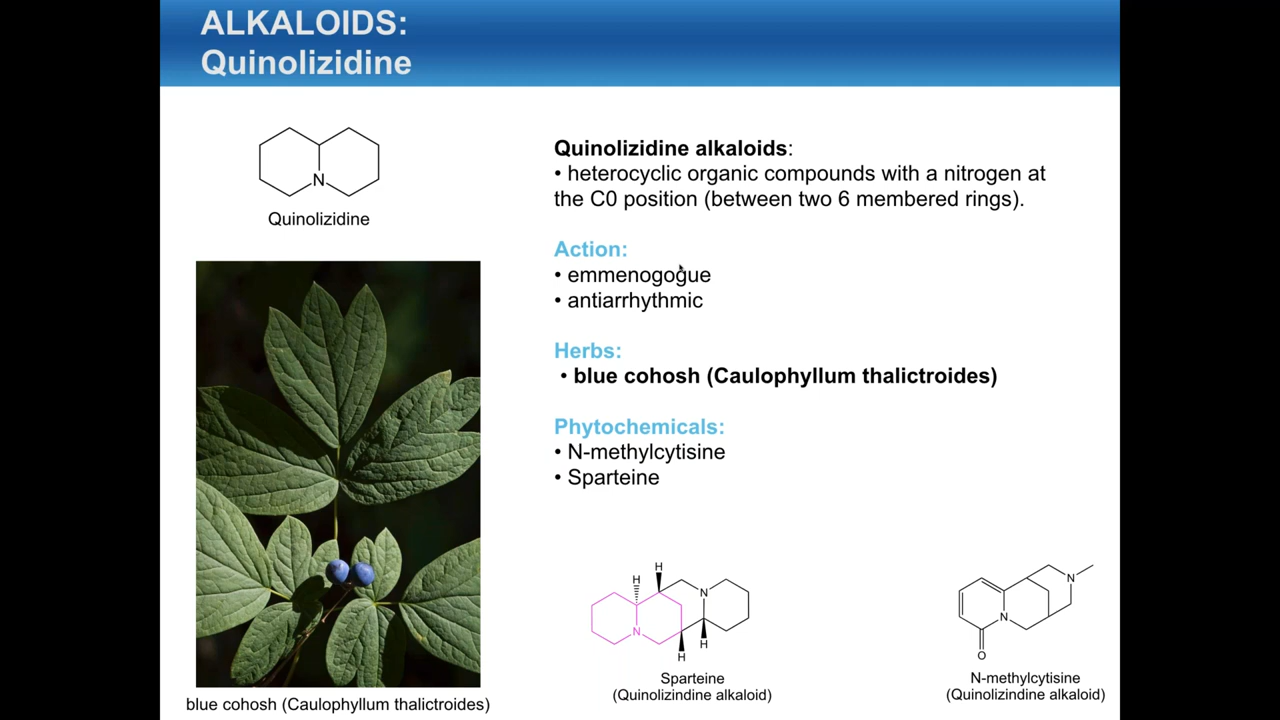 ALKALOIDS:
Quinolizidine
N
Quinolizidine
Quinolizidine alkaloids:
• heterocyclic organic compounds with a nitrogen at
the C0 position (between two 6 membered rings).
Action:
• emmenogogue
• antiarrhythmic
Herbs:
• blue cohosh (Caulophyllum thalictroides)
Phytochemicals:
• N-methylcytisine
• Sparteine
H
H
N
N
H
H
Sparteine
(Quinolizindine alkaloid)
N
N
O
N-methylcytisine
(Quinolizindine alkaloid)
blue cohosh (Caulophyllum thalictroides)